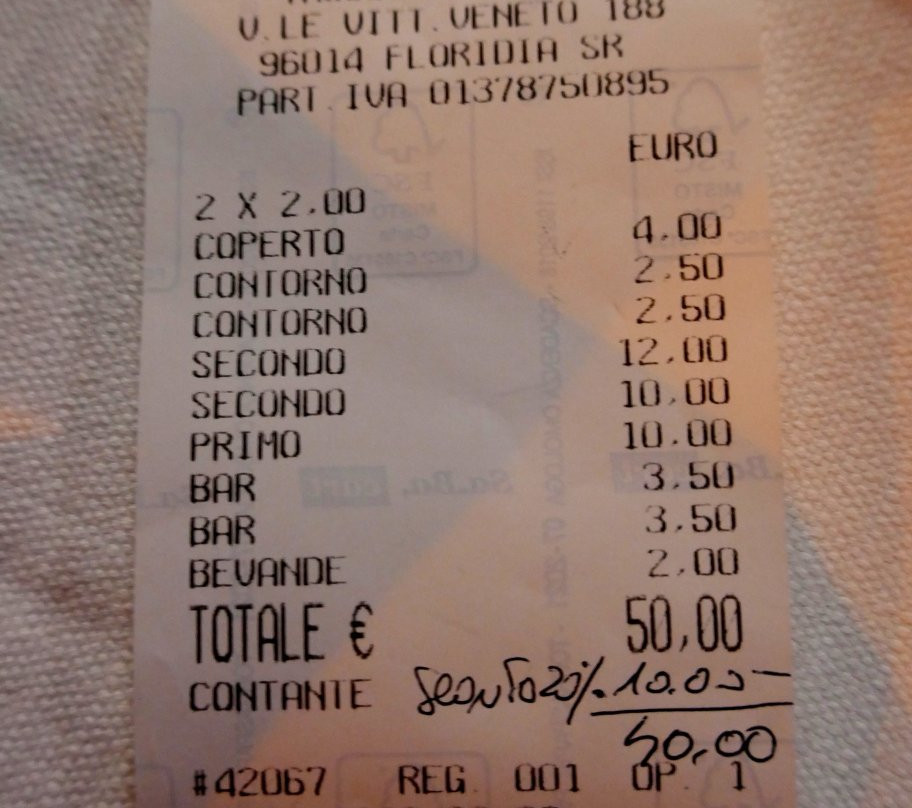 V.LE VITT.VENETO 188
96014 FLORIDIA SR
PART.IVA 01378750895
EURO
2 X 2.00
COPERTO 4.00
CONTORNO 2.50
CONTORNO 2.50
SECONDO 12.00
SECONDO 10.00
PRIMO 10.00
BAR 3.50
BAR 3.50
BEVANDE 2.00
TOTALE € 50,00
CONTANTE Sconto 20% 10.00-
40,00
#42067 REG. 001 OP. 1